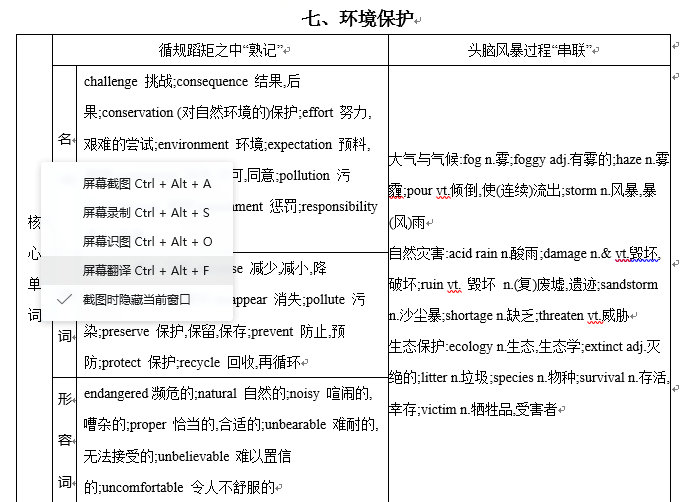 七、环境保护
循规蹈矩之中“熟记”
头脑风暴过程“串联”
核
心
单
词
名
challenge 挑战;consequence 结果,后
果;conservation (对自然环境的)保护;effort 努力,
艰难的尝试;environment 环境;expectation 预料,
可,同意;pollution 污
惩罚;responsibility
屏幕截图 Ctrl + Alt + A
屏幕录制 Ctrl + Alt + S
屏幕识图 Ctrl + Alt + O
屏幕翻译 Ctrl + Alt + F
截图时隐藏当前窗口
词
减少,减小,降
消失;pollute 污
染;preserve 保护,保留,保存;prevent 防止,预
防;protect 保护;recycle 回收,再循环
形
容
词
endangered 濒危的;natural 自然的;noisy 喧闹的,
嘈杂的;proper 恰当的,合适的;unbearable 难耐的,
无法接受的;unbelievable 难以置信
的;uncomfortable 令人不舒服的
大气与气候:fog n.雾;foggy adj.有雾的;haze n.雾
霾;pour vt.倾倒,使(连续)流出;storm n.风暴,暴
(风)雨
自然灾害:acid rain n.酸雨;damage n.& vt.毁坏,
破坏;ruin vt. 毁坏 n.(复)废墟,遗迹;sandstorm
n.沙尘暴;shortage n.缺乏;threaten vt.威胁
生态保护:ecology n.生态,生态学;extinct adj.灭
绝的;litter n.垃圾;species n.物种;survival n.存活,
幸存;victim n.牺牲品,受害者